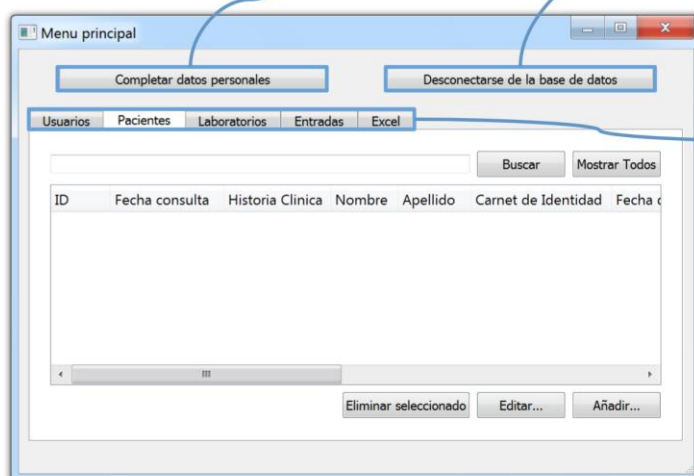 Menu principal
Completar datos personales Desconectarse de la base de datos
Usuarios Pacientes Laboratorios Entradas Excel
Buscar Mostrar Todos
ID Fecha consulta Historia Clinica Nombre Apellido Carnet de Identidad Fecha
Eliminar seleccionado Editar... Añadir...